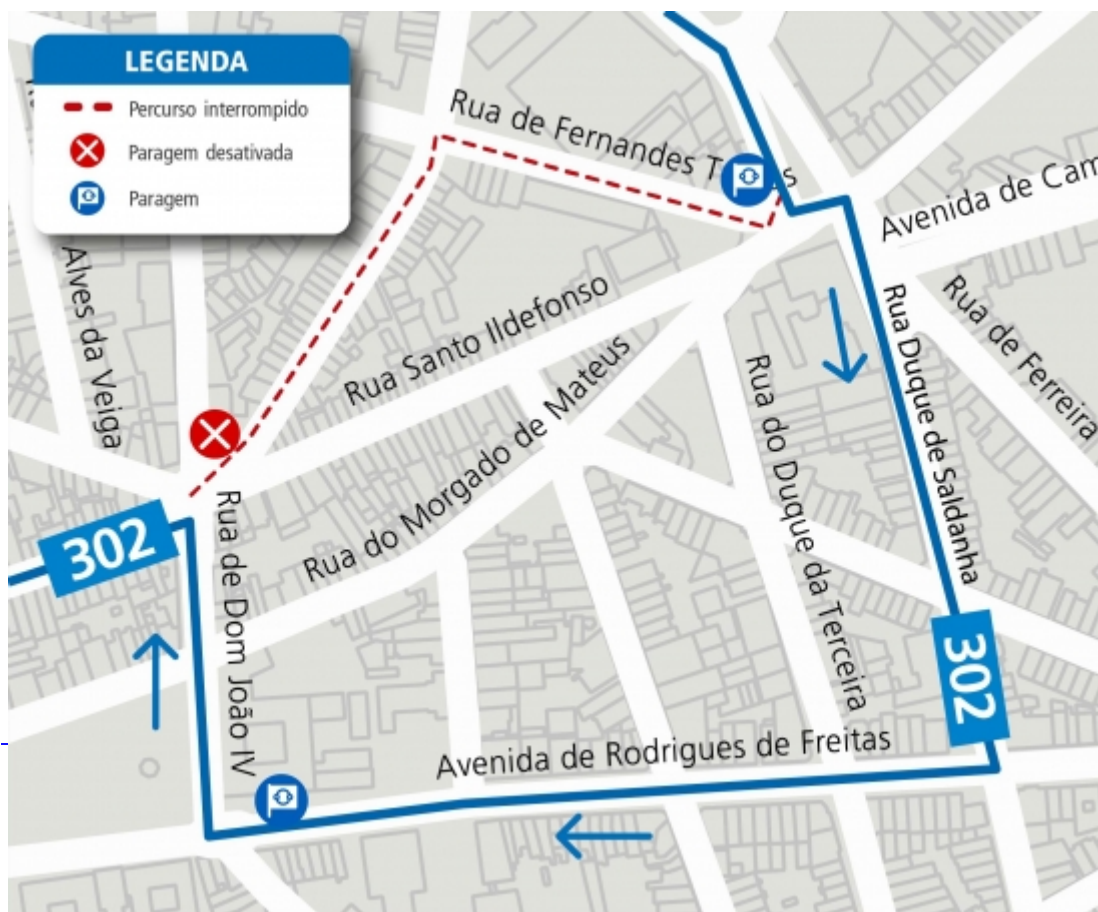 LEGENDA
Percurso interrompido
Paragem desativada
Paragem
Rua de Fernandes T
s
Avenida de Cam
Alves da Veiga
Rua Santo Ildefonso
Rua do Morgado de Mateus
Rua Duque de Saldanha
Rua de Ferreira
Rua do Duque da Terceira
302
Rua de Dom João IV
302
Avenida de Rodrigues de Freitas